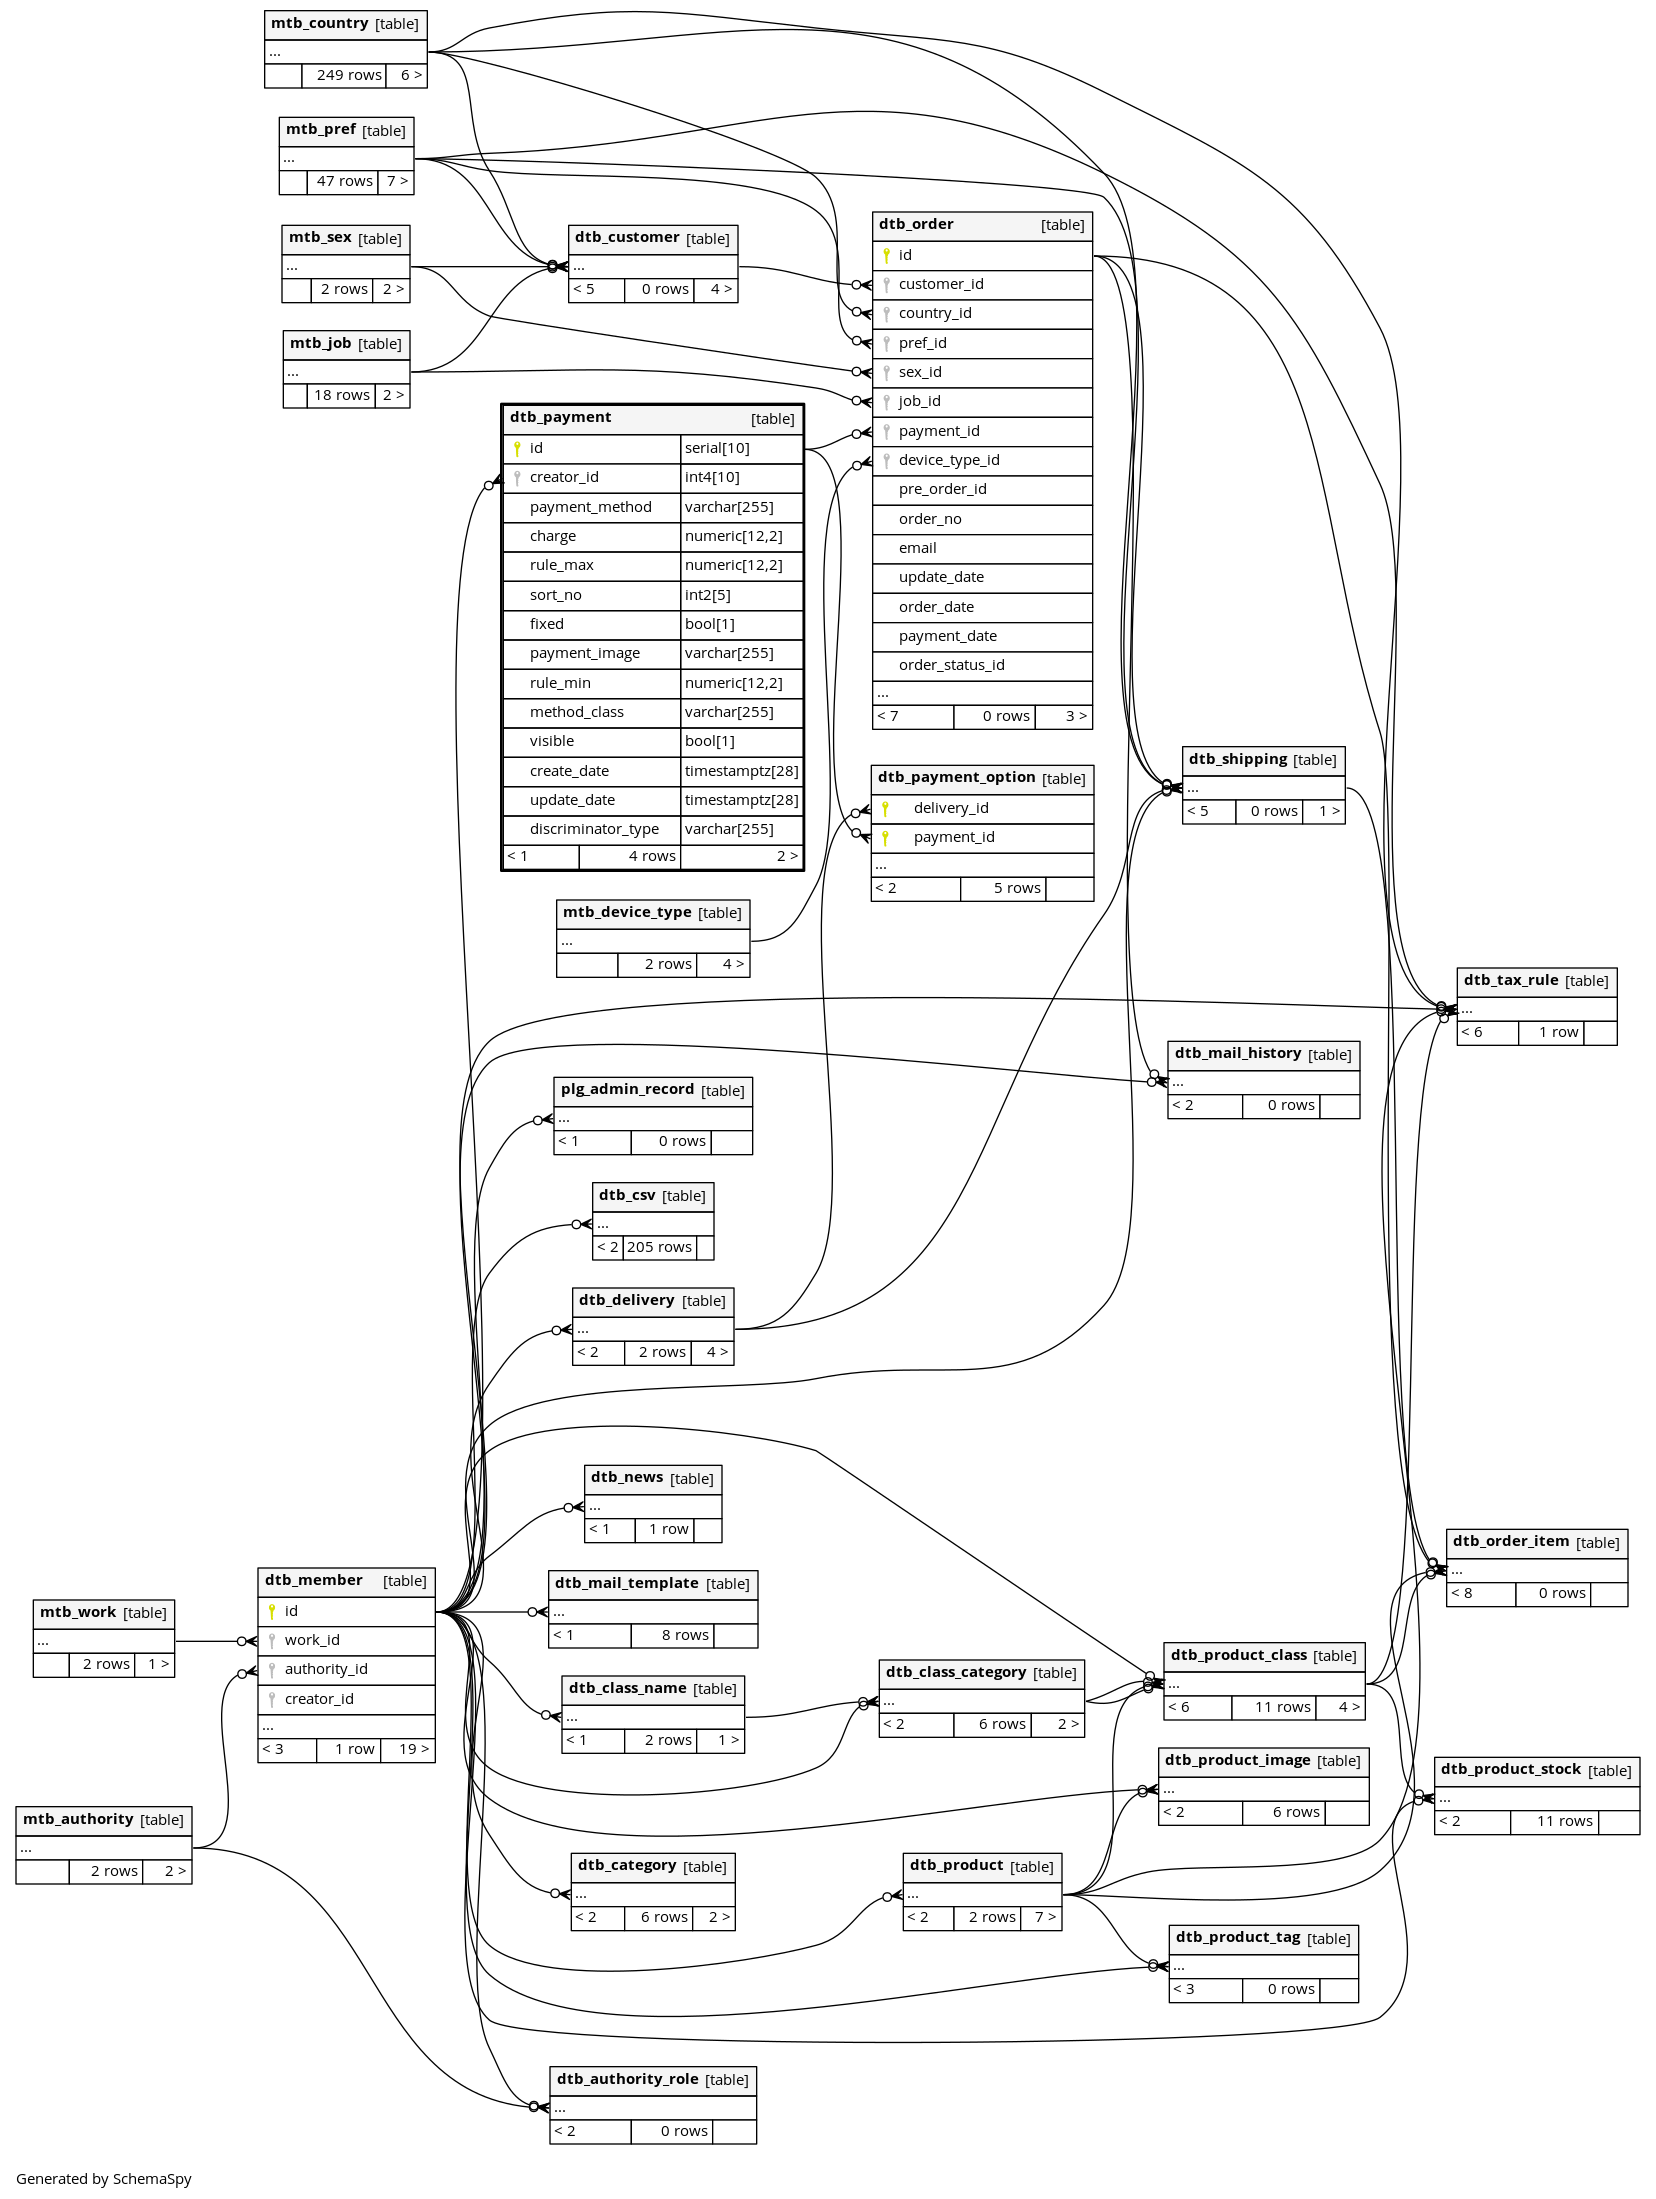 mtb_country [table]
...
249 rows 6 >
mtb_pref [table]
...
47 rows 7 >
mtb_sex [table]
...
2 rows 2 >
dtb_customer [table]
...
< 5 0 rows 4 >
mtb_job [table]
...
18 rows 2 >
dtb_order [table]
id
customer_id
country_id
pref_id
sex_id
job_id
payment_id
device_type_id
pre_order_id
order_no
email
update_date
order_date
payment_date
order_status_id
...
< 7 0 rows 3 >
dtb_payment [table]
id serial[10]
creator_id int4[10]
payment_method varchar[255]
charge numeric[12,2]
rule_max numeric[12,2]
sort_no int2[5]
fixed bool[1]
payment_image varchar[255]
rule_min numeric[12,2]
method_class varchar[255]
visible bool[1]
create_date timestamptz[28]
update_date timestamptz[28]
discriminator_type varchar[255]
< 1 4 rows 2 >
dtb_shipping [table]
...
< 5 0 rows 1 >
dtb_payment_option [table]
delivery_id
payment_id
...
< 2 5 rows
mtb_device_type [table]
...
2 rows 4 >
dtb_tax_rule [table]
...
< 6 1 row
dtb_mail_history [table]
...
< 2 0 rows
plg_admin_record [table]
...
< 1 0 rows
dtb_csv [table]
...
< 2 205 rows
dtb_delivery [table]
...
< 2 2 rows 4 >
dtb_news [table]
...
< 1 1 row
dtb_order_item [table]
...
< 8 0 rows
dtb_member [table]
id
work_id
authority_id
creator_id
...
< 3 1 row 19 >
dtb_mail_template [table]
...
< 1 8 rows
mtb_work [table]
...
2 rows 1 >
dtb_product_class [table]
...
< 6 11 rows 4 >
dtb_class_category [table]
...
< 2 6 rows 2 >
dtb_class_name [table]
...
< 1 2 rows 1 >
dtb_product_image [table]
...
< 2 6 rows
dtb_product_stock [table]
...
< 2 11 rows
mtb_authority [table]
...
2 rows 2 >
dtb_category [table]
...
< 2 6 rows 2 >
dtb_product [table]
...
< 2 2 rows 7 >
dtb_product_tag [table]
...
< 3 0 rows
dtb_authority_role [table]
...
< 2 0 rows
Generated by SchemaSpy